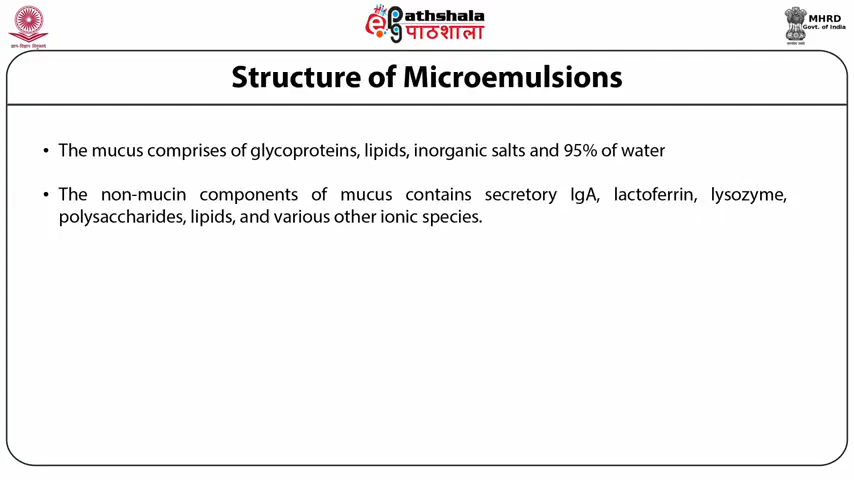 ePathshala
पाठशाला
MHRD
Govt. of India
Structure of Microemulsions
• The mucus comprises of glycoproteins, lipids, inorganic salts and 95% of water
• The non-mucin components of mucus contains secretory IgA, lactoferrin, lysozyme,
polysaccharides, lipids, and various other ionic species.